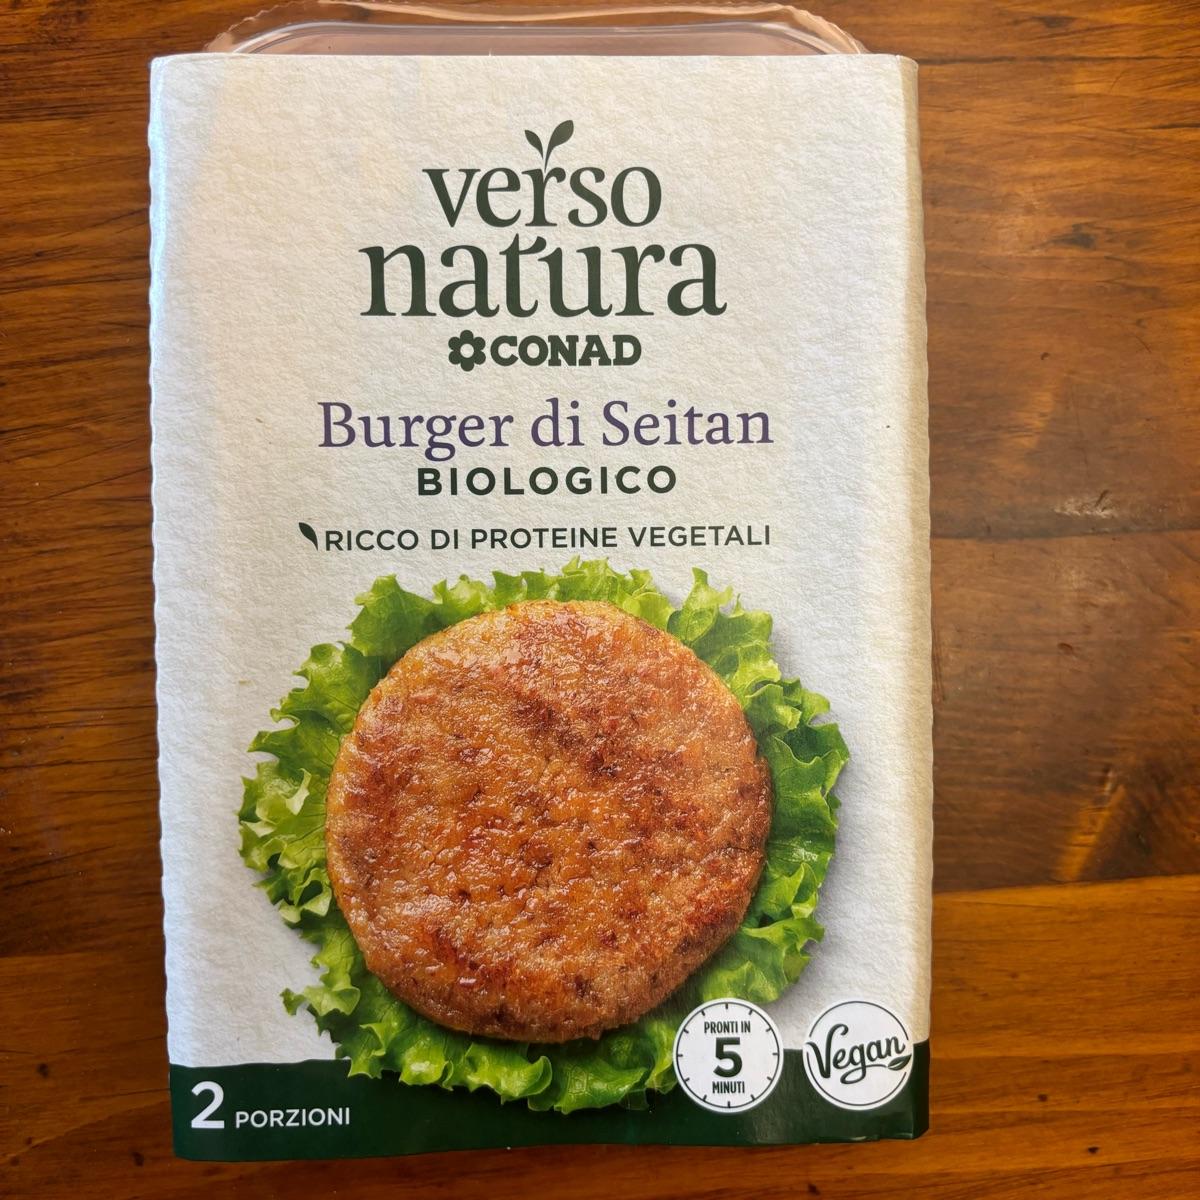 verso
natura
CONAD
Burger di Seitan
BIOLOGICO
RICCO DI PROTEINE VEGETALI
PRONTI IN
5
MINUTI
Vegan
2 PORZIONI